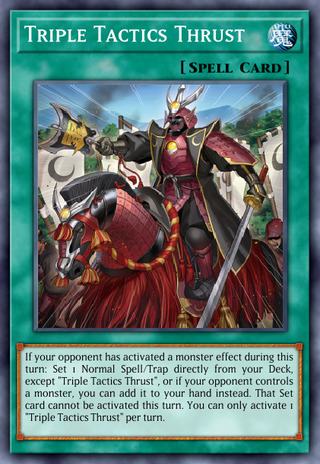 Triple Tactics Thrust
魔
[ Spell Card ]
If your opponent has activated a monster effect during this
turn: Set 1 Normal Spell/Trap directly from your Deck,
except "Triple Tactics Thrust", or if your opponent controls
a monster, you can add it to your hand instead. That Set
card cannot be activated this turn. You can only activate 1
"Triple Tactics Thrust" per turn.